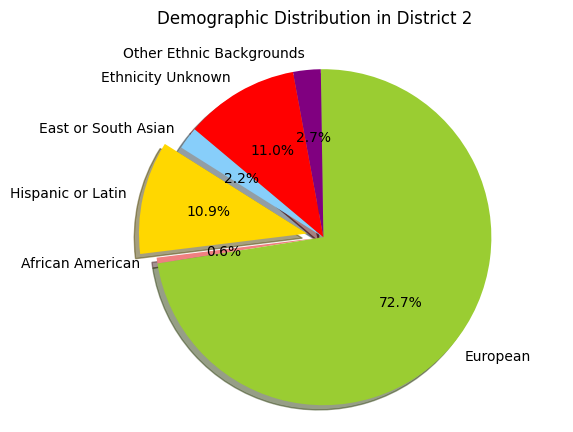 Demographic Distribution in District 2
Other Ethnic Backgrounds
Ethnicity Unknown
East or South Asian
Hispanic or Latin
African American
European
2.7%
11.0%
2.2%
10.9%
0.6%
72.7%